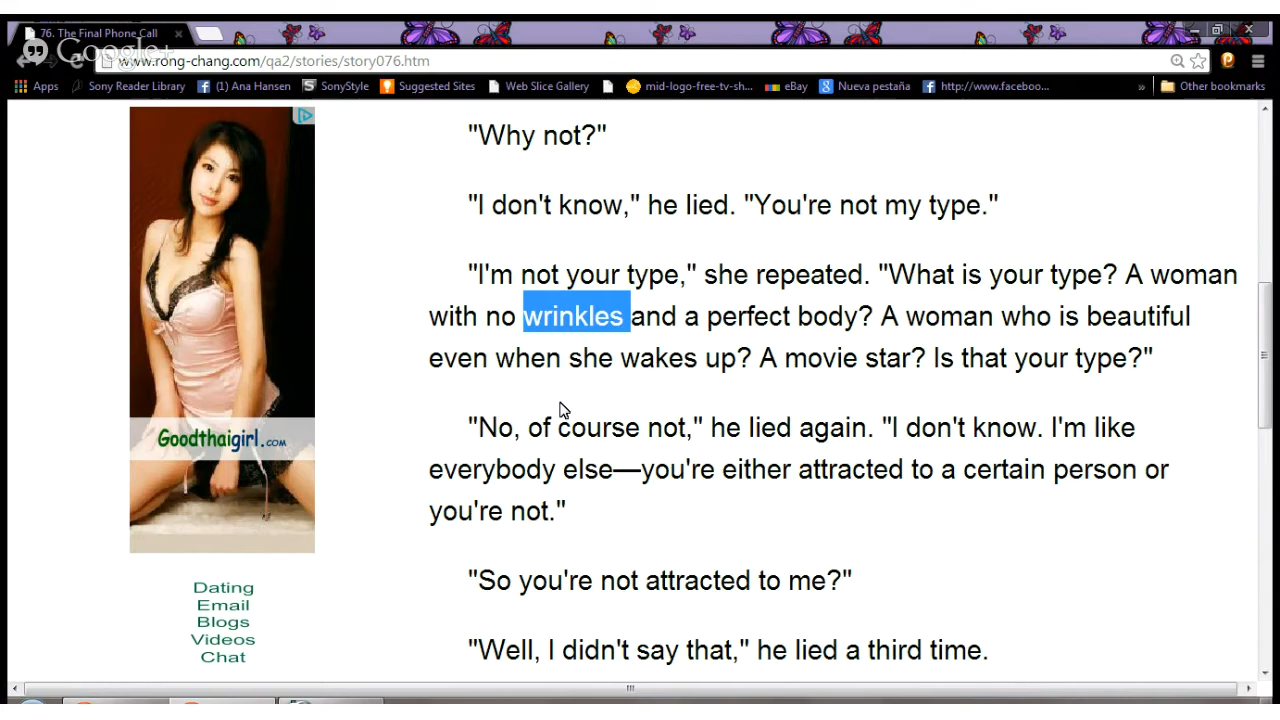 76. The Final Phone Call
Google+
www.rong-chang.com/qa2/stories/story076.htm
Apps Sony Reader Library (1) Ana Hansen SonyStyle Suggested Sites Web Slice Gallery mid-logo-free-tv-sh... eBay Nueva pestaña http://www.faceboo... » Other bookmarks
"Why not?"
"I don't know," he lied. "You're not my type."
"I'm not your type," she repeated. "What is your type? A woman
with no wrinkles and a perfect body? A woman who is beautiful
even when she wakes up? A movie star? Is that your type?"
"No, of course not," he lied again. "I don't know. I'm like
everybody else—you're either attracted to a certain person or
you're not."
"So you're not attracted to me?"
"Well, I didn't say that," he lied a third time.
Goodthaigirl.com
Dating
Email
Blogs
Videos
Chat